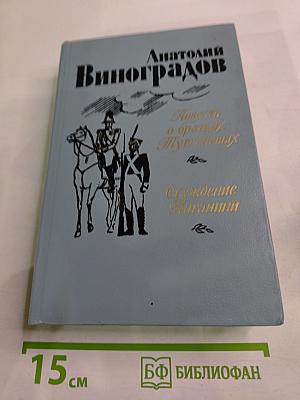 Анатолий
Виноградов
Повесть
о братьях
Тургеневых
Осуждение
Паганини
15 см
БФ БИБЛИОФАН